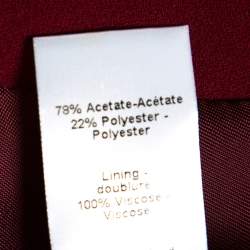 78% Acetate-Acétate
22% Polyester -
Polyester
Lining -
doublure
100% Viscose -
Viscose